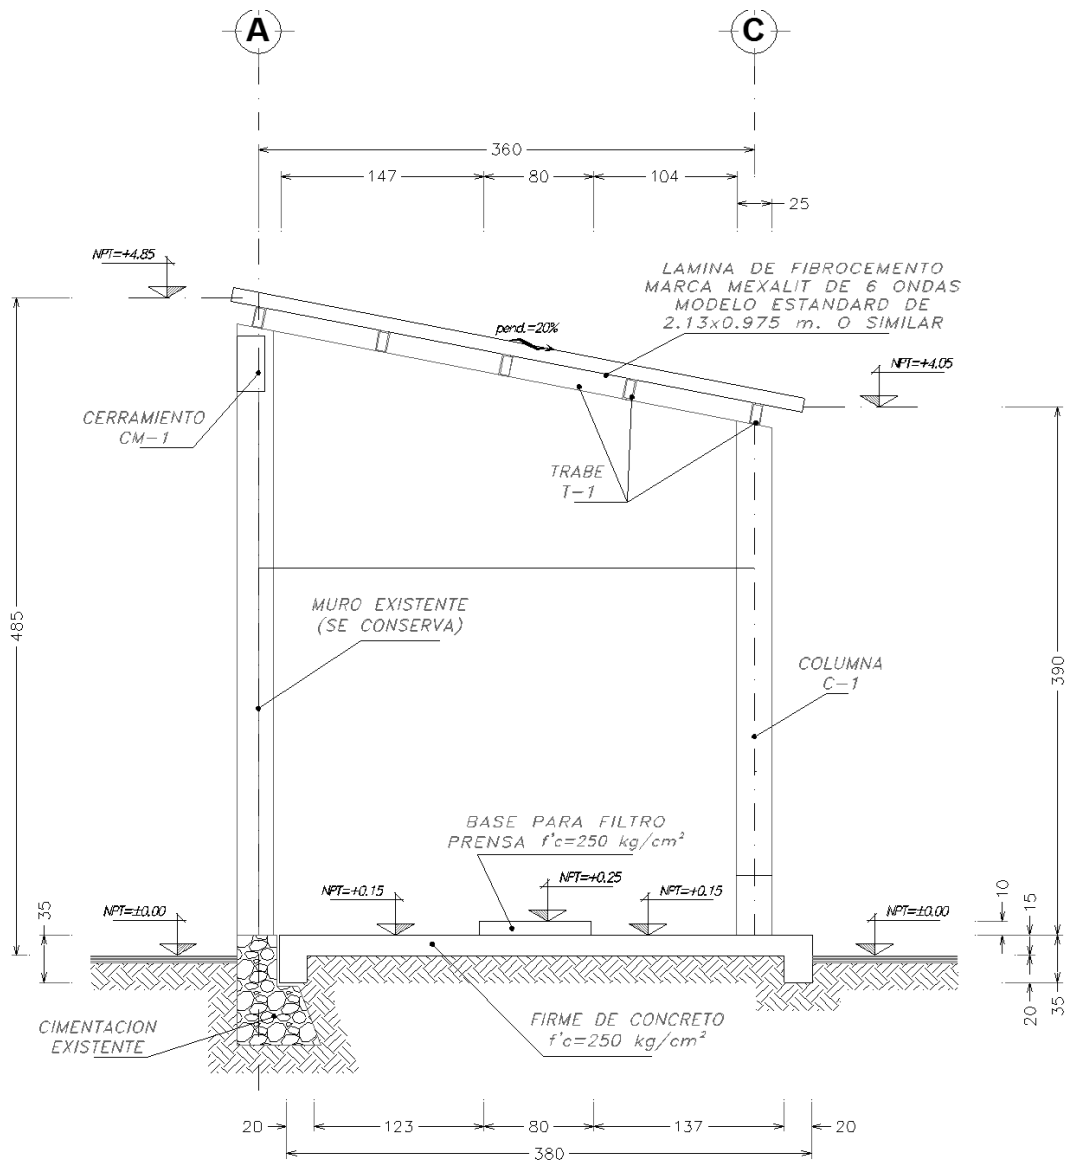 A
C
360
147
80
104
25
NPT=+4.85
LAMINA DE FIBROCEMENTO
MARCA MEXALIT DE 6 ONDAS
MODELO ESTANDARD DE
2.13x0.975 m. O SIMILAR
pend.=20%
NPT=+4.05
CERRAMIENTO
CM-1
TRABE
T-1
MURO EXISTENTE
(SE CONSERVA)
485
COLUMNA
C-1
390
BASE PARA FILTRO
PRENSA f'c=250 kg/cm²
NPT=+0.15
NPT=+0.25
NPT=+0.15
NPT=±0.00
NPT=±0.00
35
10
15
20
35
CIMENTACION
EXISTENTE
FIRME DE CONCRETO
f'c=250 kg/cm²
20
123
80
137
20
380